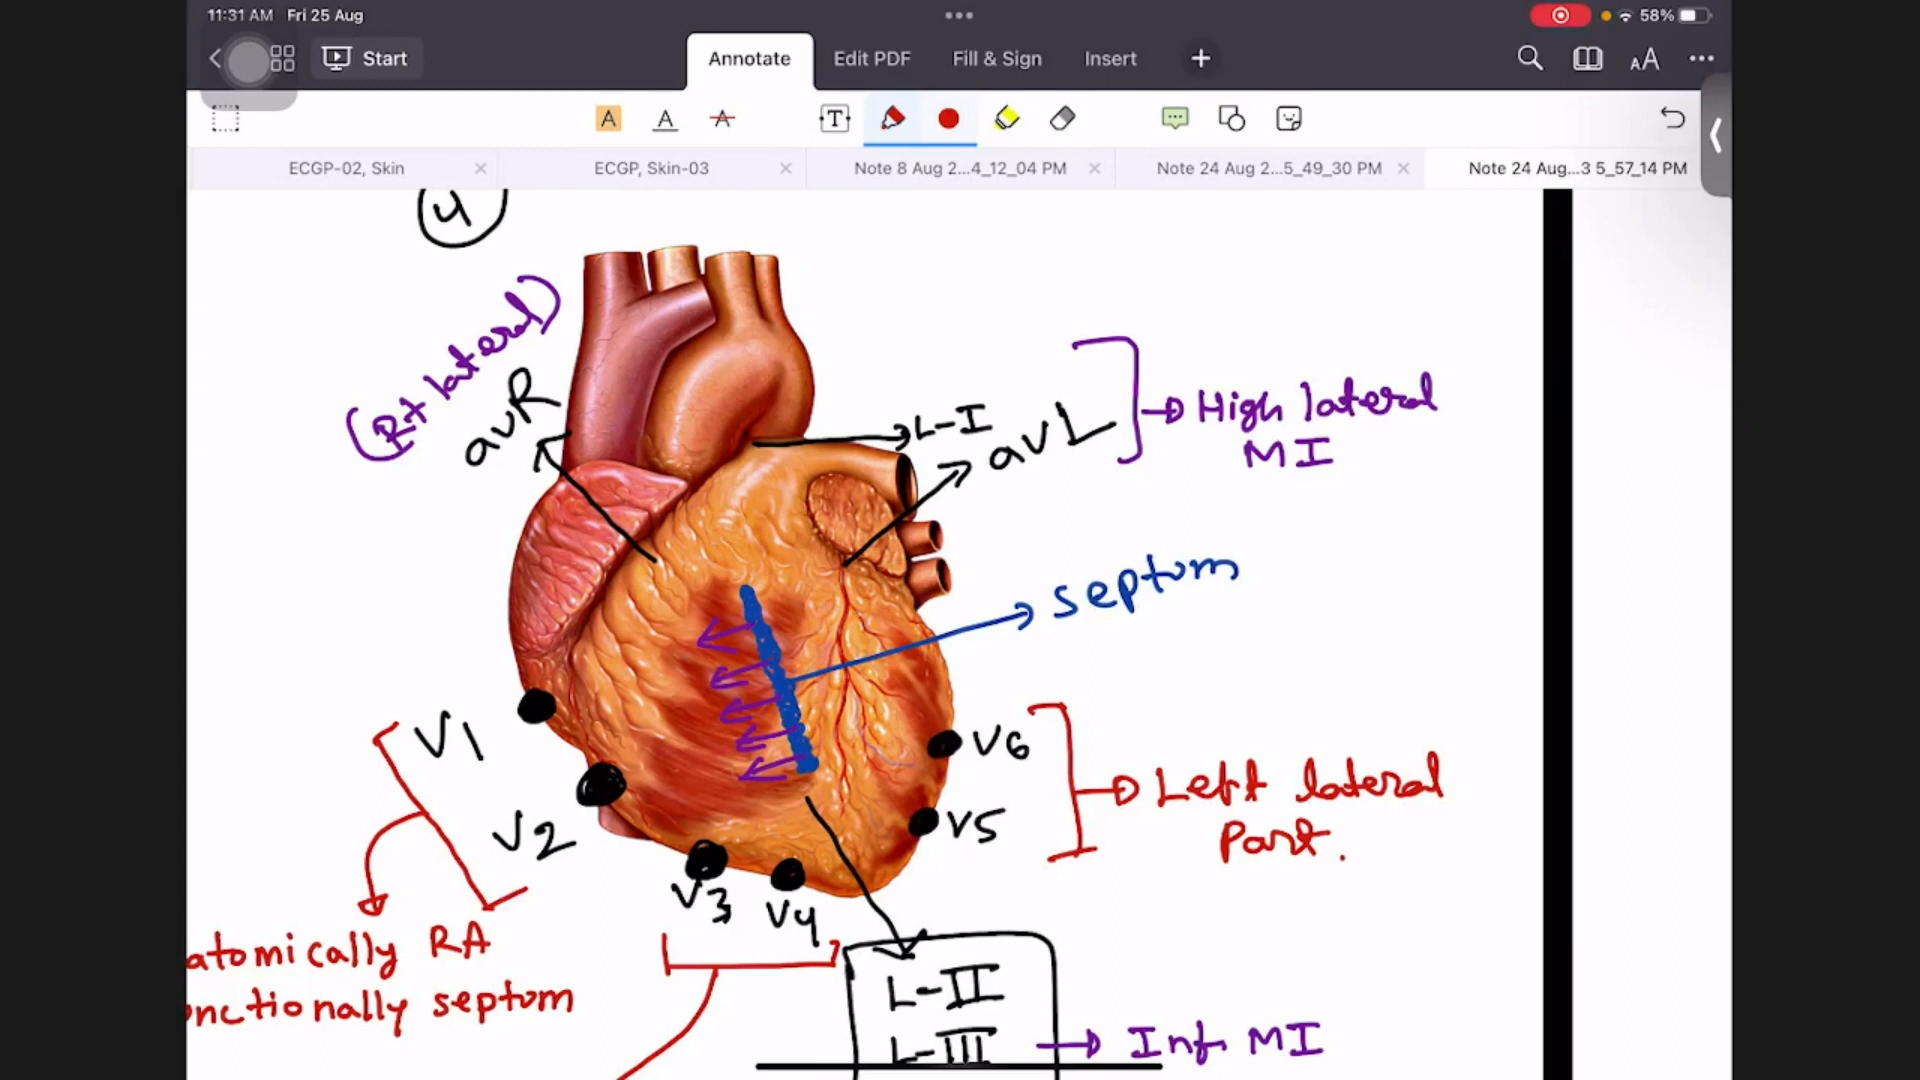 11:31 AM Fri 25 Aug
58%
Start
Annotate
Edit PDF
Fill & Sign
Insert
AA
A A A T
ECGP-02, Skin
ECGP, Skin-03
Note 8 Aug 2...4_12_04 PM
Note 24 Aug 2...5_49_30 PM
Note 24 Aug...3 5_57_14 PM
4
(Rt lateral)
avR
L-I
avL
High lateral
MI
septum
V1
V2
V3
V4
V5
V6
Left lateral
Part.
atomically RA
nctionally septum
L-II
L-III
Inf. MI